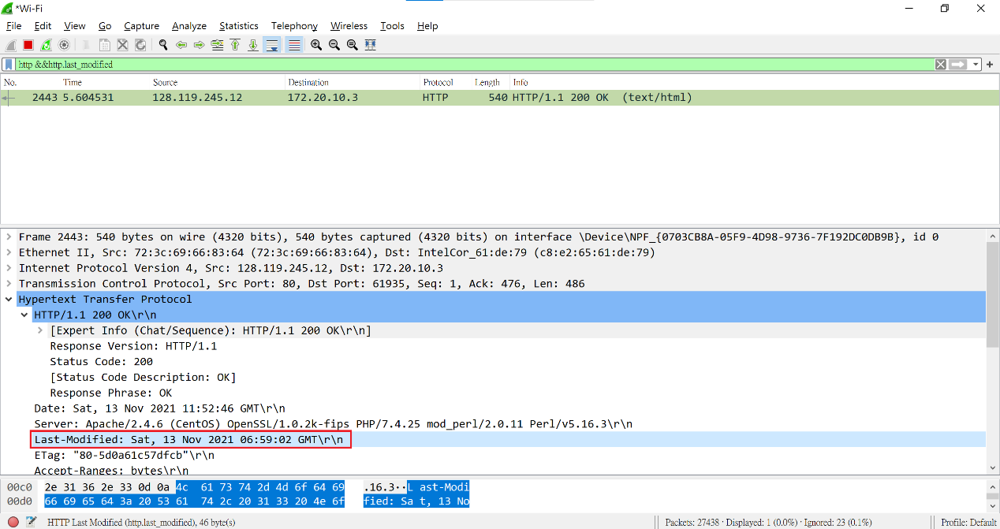 *Wi-Fi
File Edit View Go Capture Analyze Statistics Telephony Wireless Tools Help
http &&http.last_modified
No. Time Source Destination Protocol Length Info
2443 5.604531 128.119.245.12 172.20.10.3 HTTP 540 HTTP/1.1 200 OK (text/html)
Frame 2443: 540 bytes on wire (4320 bits), 540 bytes captured (4320 bits) on interface \Device\NPF_{0703CB8A-05F9-4D98-9736-7F192DC0DB9B}, id 0
Ethernet II, Src: 72:3c:69:66:83:64 (72:3c:69:66:83:64), Dst: IntelCor_61:de:79 (c8:e2:65:61:de:79)
Internet Protocol Version 4, Src: 128.119.245.12, Dst: 172.20.10.3
Transmission Control Protocol, Src Port: 80, Dst Port: 61935, Seq: 1, Ack: 476, Len: 486
Hypertext Transfer Protocol
HTTP/1.1 200 OK\r\n
[Expert Info (Chat/Sequence): HTTP/1.1 200 OK\r\n]
Response Version: HTTP/1.1
Status Code: 200
[Status Code Description: OK]
Response Phrase: OK
Date: Sat, 13 Nov 2021 11:52:46 GMT\r\n
Server: Apache/2.4.6 (CentOS) OpenSSL/1.0.2k-fips PHP/7.4.25 mod_perl/2.0.11 Perl/v5.16.3\r\n
Last-Modified: Sat, 13 Nov 2021 06:59:02 GMT\r\n
ETag: "80-5d0a61c57dfcb"\r\n
Accept-Ranges: bytes\r\n
00c0 2e 31 36 2e 33 0d 0a 4c 61 73 74 2d 4d 6f 64 69 .16.3··L ast-Modi
00d0 66 69 65 64 3a 20 53 61 74 2c 20 31 33 20 4e 6f fied: Sa t, 13 No
HTTP Last Modified (http.last_modified), 46 byte(s) Packets: 27438 · Displayed: 1 (0.0%) · Ignored: 23 (0.1%) Profile: Default